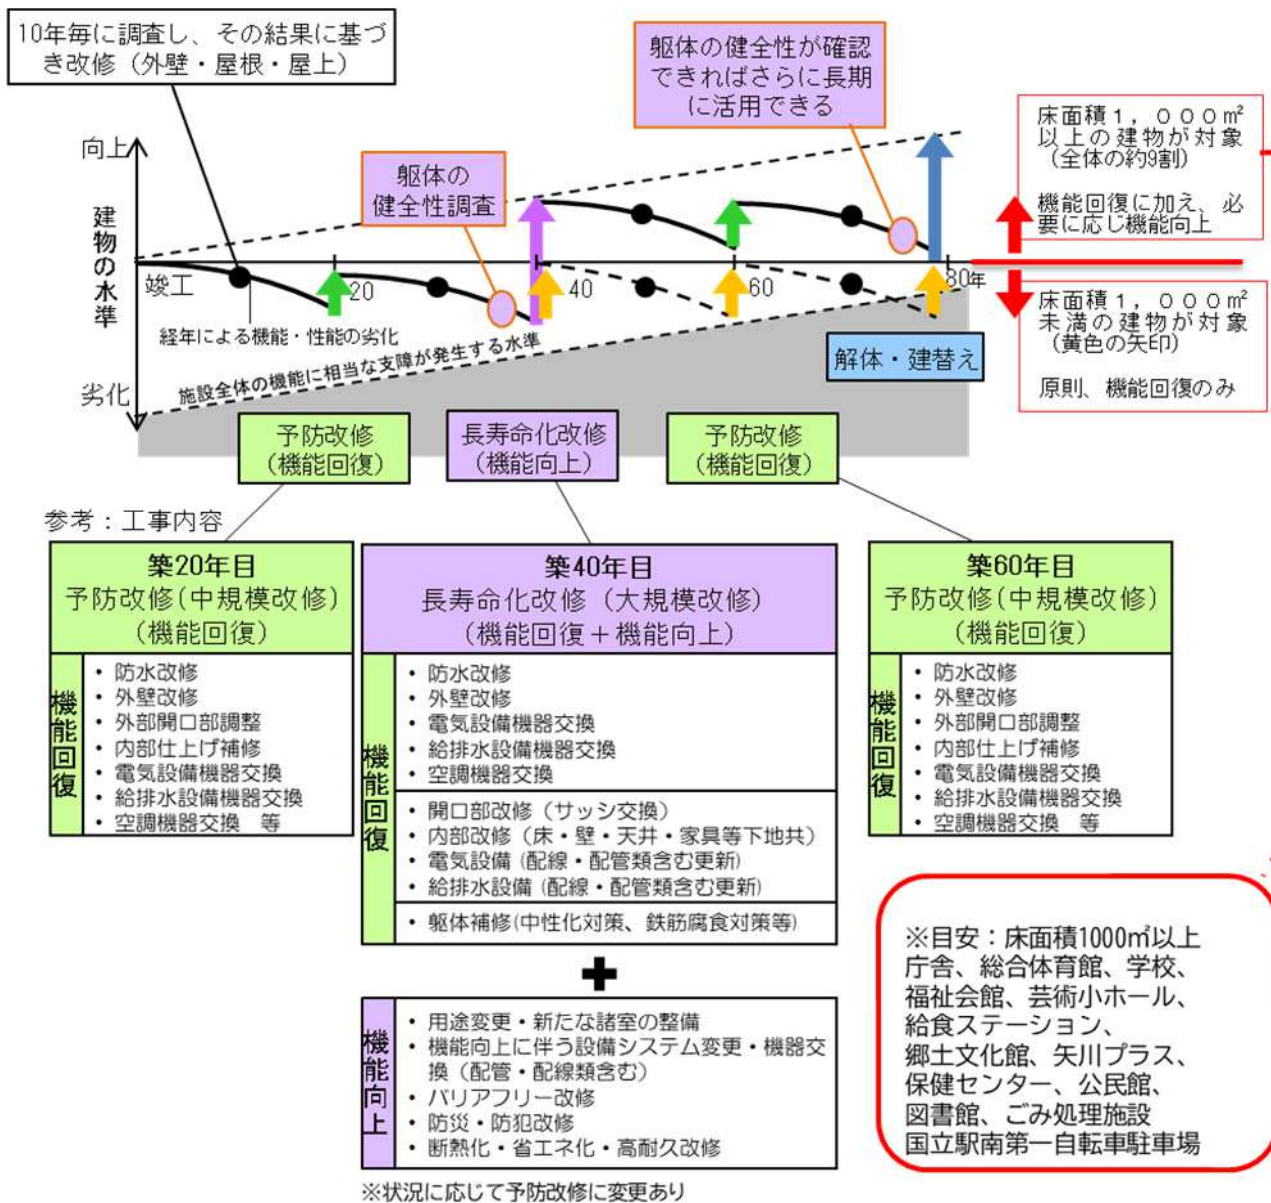 10年毎に調査し、その結果に基づ
き改修（外壁・屋根・屋上）
躯体の健全性が確認
できればさらに長期
に活用できる
床面積１，０００㎡
以上の建物が対象
（全体の約9割）
機能回復に加え、必
要に応じ機能向上
向上
建物の水準
劣化
躯体の
健全性調査
竣工
20
40
60
80年
経年による機能・性能の劣化
施設全体の機能に相当な支障が発生する水準
解体・建替え
床面積１，０００㎡
未満の建物が対象
（黄色の矢印）
原則、機能回復のみ
予防改修
（機能回復）
長寿命化改修
（機能向上）
予防改修
（機能回復）
参考：工事内容
築20年目
予防改修（中規模改修）
（機能回復）
機能回復
・防水改修
・外壁改修
・外部開口部調整
・内部仕上げ補修
・電気設備機器交換
・給排水設備機器交換
・空調機器交換　等
築40年目
長寿命化改修（大規模改修）
（機能回復＋機能向上）
機能回復
・防水改修
・外壁改修
・電気設備機器交換
・給排水設備機器交換
・空調機器交換
・開口部改修（サッシ交換）
・内部改修（床・壁・天井・家具等下地共）
・電気設備（配線・配管類含む更新）
・給排水設備（配線・配管類含む更新）
・躯体補修(中性化対策、鉄筋腐食対策等)
＋
機能向上
・用途変更・新たな諸室の整備
・機能向上に伴う設備システム変更・機器交
換（配管・配線類含む）
・バリアフリー改修
・防災・防犯改修
・断熱化・省エネ化・高耐久改修
※状況に応じて予防改修に変更あり
築60年目
予防改修（中規模改修）
（機能回復）
機能回復
・防水改修
・外壁改修
・外部開口部調整
・内部仕上げ補修
・電気設備機器交換
・給排水設備機器交換
・空調機器交換　等
※目安：床面積1000㎡以上
庁舎、総合体育館、学校、
福祉会館、芸術小ホール、
給食ステーション、
郷土文化館、矢川プラス、
保健センター、公民館、
図書館、ごみ処理施設
国立駅南第一自転車駐車場